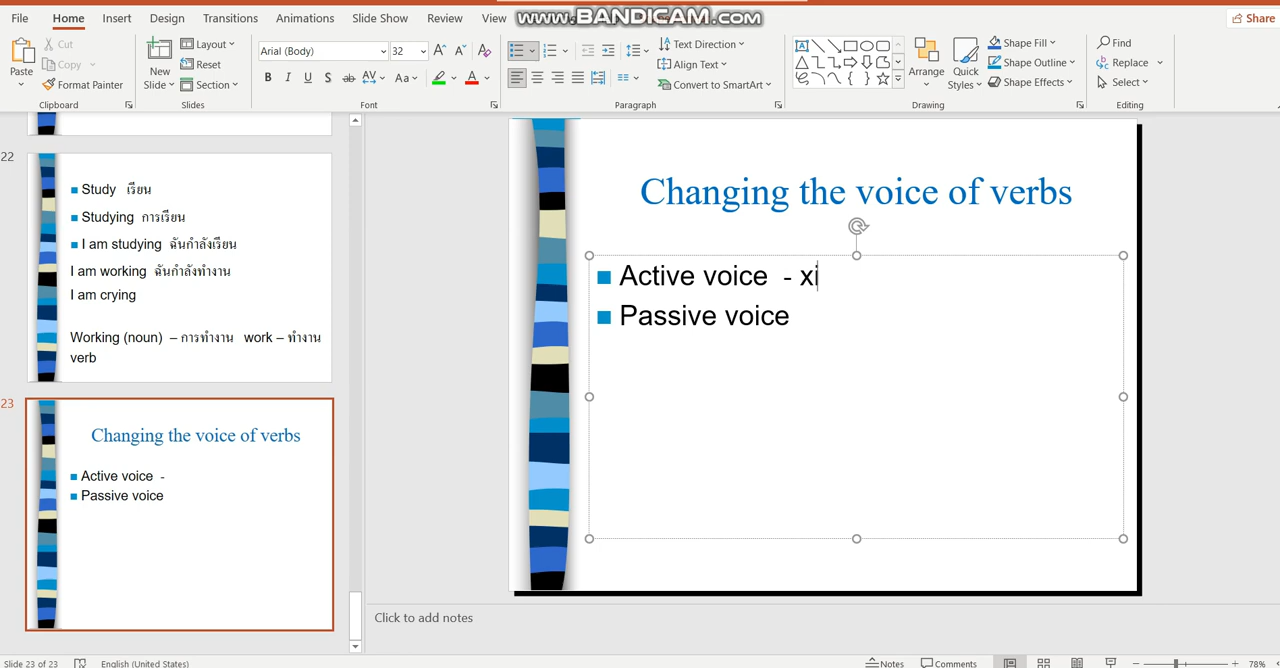 File Home Insert Design Transitions Animations Slide Show Review View www.BANDICAM.com Share
Paste Cut Copy Format Painter Clipboard
New Slide Layout Reset Section Slides
Arial (Body) 32 Font
Text Direction Align Text Convert to SmartArt Paragraph
Arrange Quick Styles Shape Fill Shape Outline Shape Effects Drawing
Find Replace Select Editing
22
Study เรียน
Studying การเรียน
I am studying ฉันกำลังเรียน
I am working ฉันกำลังทำงาน
I am crying
Working (noun) – การทำงาน work – ทำงาน
verb
23
Changing the voice of verbs
Active voice -
Passive voice
Changing the voice of verbs
Active voice - xi
Passive voice
Click to add notes
Slide 23 of 23 English (United States) Notes Comments 78%